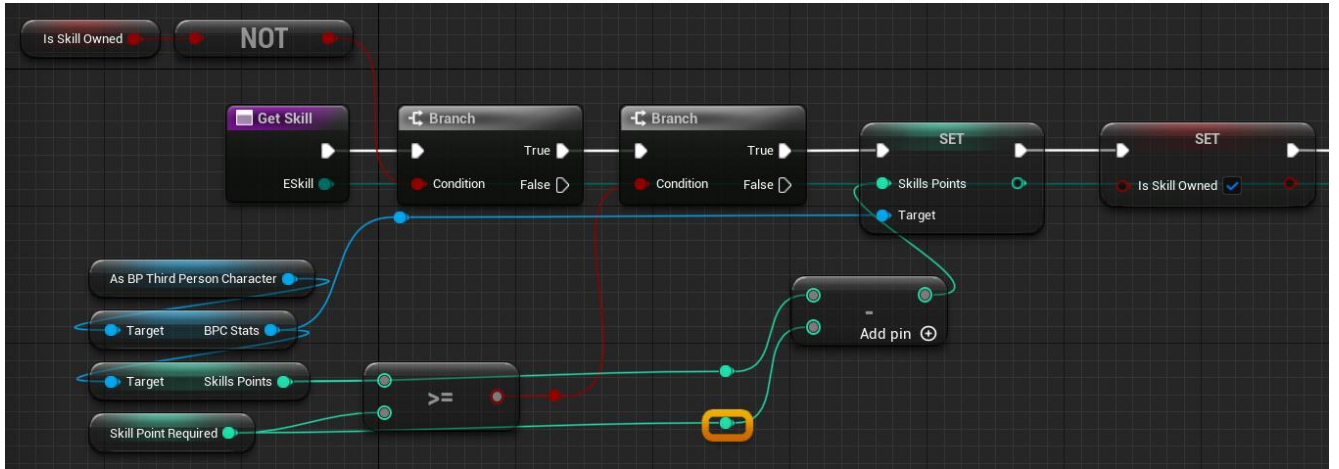 Is Skill Owned
NOT
Get Skill
Branch
Branch
True
True
SET
SET
ESkill
Condition
False
Condition
False
Skills Points
Is Skill Owned
Target
As BP Third Person Character
Target BPC Stats
-
Add pin
Target Skills Points
>=
Skill Point Required